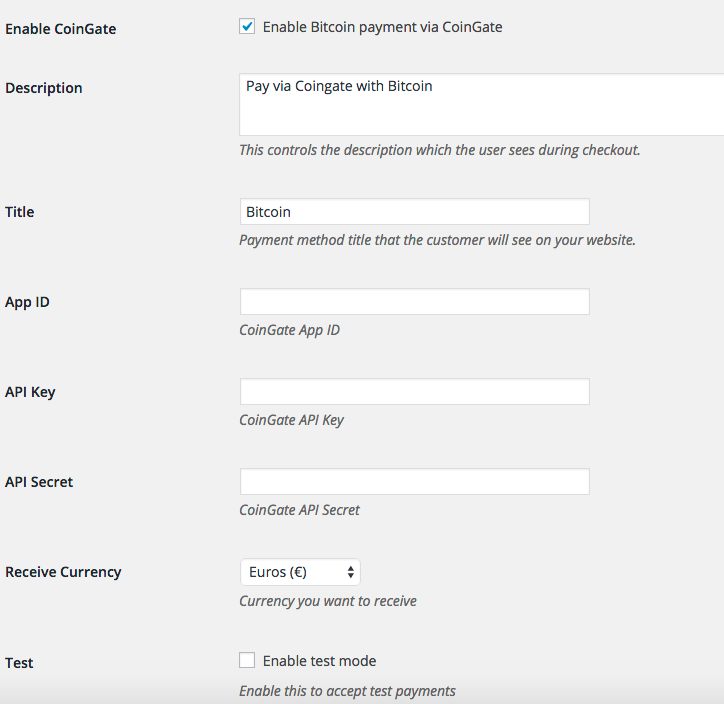 Enable CoinGate
Enable Bitcoin payment via CoinGate
Description
Pay via Coingate with Bitcoin
This controls the description which the user sees during checkout.
Title
Bitcoin
Payment method title that the customer will see on your website.
App ID
CoinGate App ID
API Key
CoinGate API Key
API Secret
CoinGate API Secret
Receive Currency
Euros (€)
Currency you want to receive
Test
Enable test mode
Enable this to accept test payments